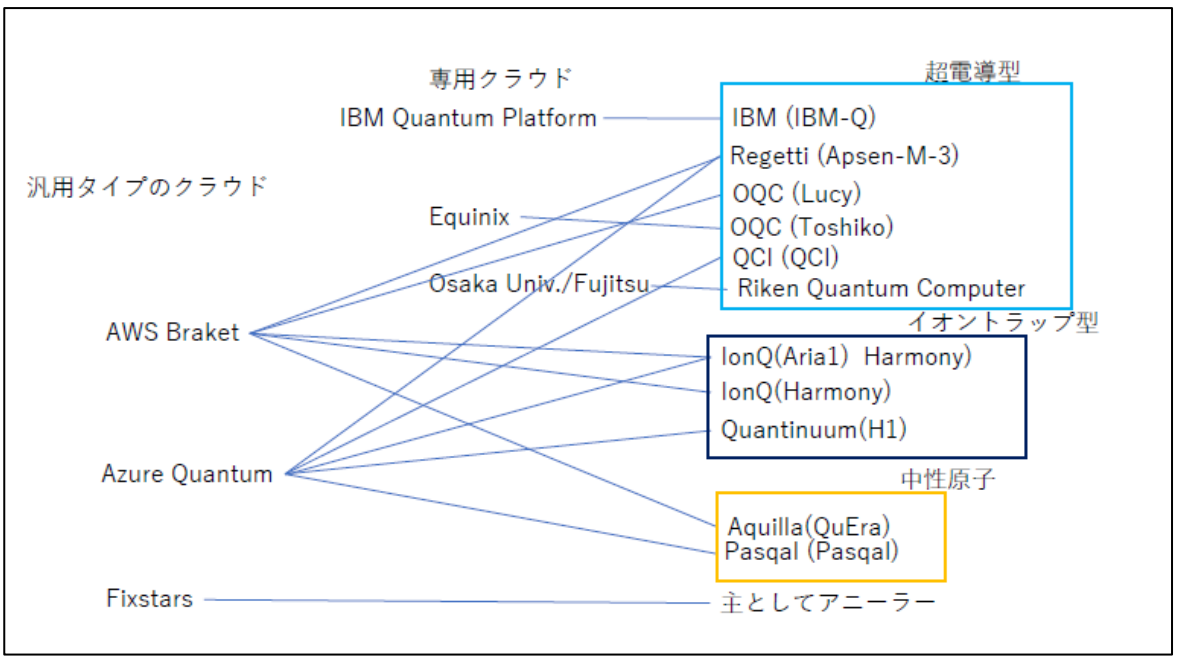 専用クラウド
超電導型
IBM Quantum Platform
IBM (IBM-Q)
Regetti (Apsen-M-3)
汎用タイプのクラウド
OQC (Lucy)
Equinix
OQC (Toshiko)
QCI (QCI)
Osaka Univ./Fujitsu
Riken Quantum Computer
イオントラップ型
AWS Braket
IonQ(Aria1) Harmony)
IonQ(Harmony)
Quantinuum(H1)
Azure Quantum
中性原子
Aquilla(QuEra)
Pasqal (Pasqal)
Fixstars
主としてアニーラー